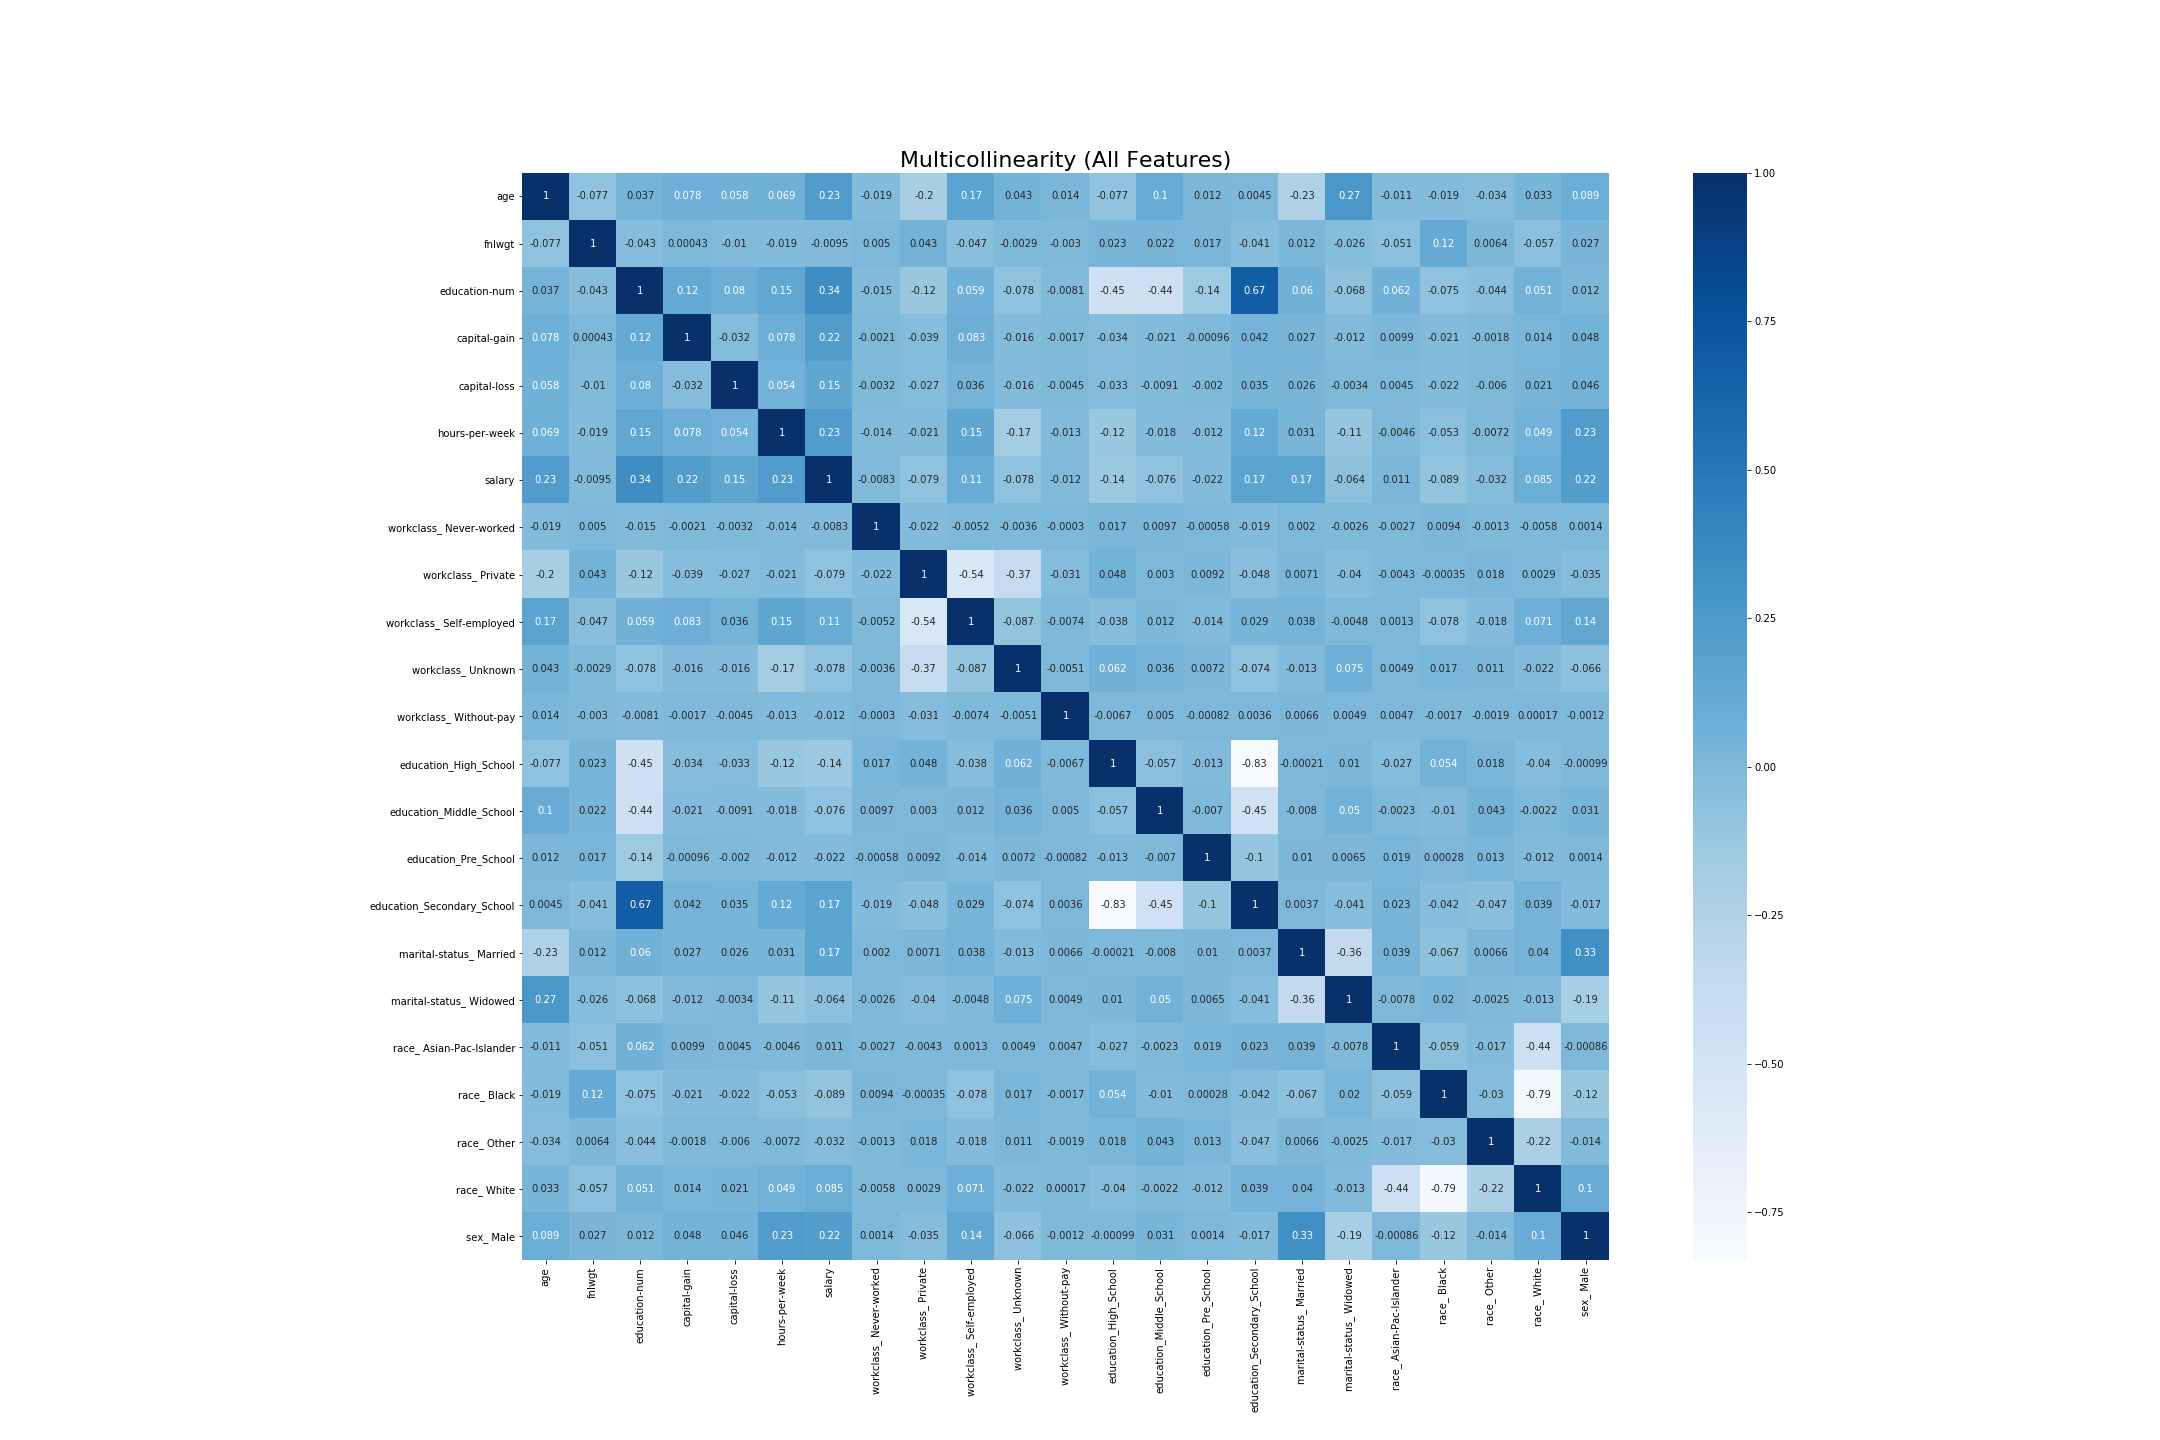 Multicollinearity (All Features)
age 1 -0.077 0.037 0.078 0.058 0.069 0.23 -0.019 -0.2 0.17 0.043 0.014 -0.077 0.1 0.012 0.0045 -0.23 0.27 -0.011 -0.019 -0.034 0.033 0.089
fnlwgt -0.077 1 -0.043 0.00043 -0.01 -0.019 -0.0095 0.005 0.043 -0.047 -0.0029 -0.003 0.023 0.022 0.017 -0.041 0.012 -0.026 -0.051 0.12 0.0064 -0.057 0.027
education-num 0.037 -0.043 1 0.12 0.08 0.15 0.34 -0.015 -0.12 0.059 -0.078 -0.0081 -0.45 -0.44 -0.14 0.67 0.06 -0.068 0.062 -0.075 -0.044 0.051 0.012
capital-gain 0.078 0.00043 0.12 1 -0.032 0.078 0.22 -0.0021 -0.039 0.083 -0.016 -0.0017 -0.034 -0.021 -0.00096 0.042 0.027 -0.012 0.0099 -0.021 -0.0018 0.014 0.048
capital-loss 0.058 -0.01 0.08 -0.032 1 0.054 0.15 -0.0032 -0.027 0.036 -0.016 -0.0045 -0.033 -0.0091 -0.002 0.035 0.026 -0.0034 0.0045 -0.022 -0.006 0.021 0.046
hours-per-week 0.069 -0.019 0.15 0.078 0.054 1 0.23 -0.014 -0.021 0.15 -0.17 -0.013 -0.12 -0.018 -0.012 0.12 0.031 -0.11 -0.0046 -0.053 -0.0072 0.049 0.23
salary 0.23 -0.0095 0.34 0.22 0.15 0.23 1 -0.0083 -0.079 0.11 -0.078 -0.012 -0.14 -0.076 -0.022 0.17 0.17 -0.064 0.011 -0.089 -0.032 0.085 0.22
workclass_ Never-worked -0.019 0.005 -0.015 -0.0021 -0.0032 -0.014 -0.0083 1 -0.022 -0.0052 -0.0036 -0.0003 0.017 0.0097 -0.00058 -0.019 0.002 -0.0026 -0.0027 0.0094 -0.0013 -0.0058 0.0014
workclass_ Private -0.2 0.043 -0.12 -0.039 -0.027 -0.021 -0.079 -0.022 1 -0.54 -0.37 -0.031 0.048 0.003 0.0092 -0.048 0.0071 -0.04 -0.0043 -0.00035 0.018 0.0029 -0.035
workclass_ Self-employed 0.17 -0.047 0.059 0.083 0.036 0.15 0.11 -0.0052 -0.54 1 -0.087 -0.0074 -0.038 0.012 -0.014 0.029 0.038 -0.0048 0.0013 -0.078 -0.018 0.071 0.14
workclass_ Unknown 0.043 -0.0029 -0.078 -0.016 -0.016 -0.17 -0.078 -0.0036 -0.37 -0.087 1 -0.0051 0.062 0.036 0.0072 -0.074 -0.013 0.075 0.0049 0.017 0.011 -0.022 -0.066
workclass_ Without-pay 0.014 -0.003 -0.0081 -0.0017 -0.0045 -0.013 -0.012 -0.0003 -0.031 -0.0074 -0.0051 1 -0.0067 0.005 -0.00082 0.0036 0.0066 0.0049 0.0047 -0.0017 -0.0019 0.00017 -0.0012
education_High_School -0.077 0.023 -0.45 -0.034 -0.033 -0.12 -0.14 0.017 0.048 -0.038 0.062 -0.0067 1 -0.057 -0.013 -0.83 -0.00021 0.01 -0.027 0.054 0.018 -0.04 -0.00099
education_Middle_School 0.1 0.022 -0.44 -0.021 -0.0091 -0.018 -0.076 0.0097 0.003 0.012 0.036 0.005 -0.057 1 -0.007 -0.45 -0.008 0.05 -0.0023 -0.01 0.043 -0.0022 0.031
education_Pre_School 0.012 0.017 -0.14 -0.00096 -0.002 -0.012 -0.022 -0.00058 0.0092 -0.014 0.0072 -0.00082 -0.013 -0.007 1 -0.1 0.01 0.0065 0.019 0.00028 0.013 -0.012 0.0014
education_Secondary_School 0.0045 -0.041 0.67 0.042 0.035 0.12 0.17 -0.019 -0.048 0.029 -0.074 0.0036 -0.83 -0.45 -0.1 1 0.0037 -0.041 0.023 -0.042 -0.047 0.039 -0.017
marital-status_ Married -0.23 0.012 0.06 0.027 0.026 0.031 0.17 0.002 0.0071 0.038 -0.013 0.0066 -0.00021 -0.008 0.01 0.0037 1 -0.36 0.039 -0.067 0.0066 0.04 0.33
marital-status_ Widowed 0.27 -0.026 -0.068 -0.012 -0.0034 -0.11 -0.064 -0.0026 -0.04 -0.0048 0.075 0.0049 0.01 0.05 0.0065 -0.041 -0.36 1 -0.0078 0.02 -0.0025 -0.013 -0.19
race_ Asian-Pac-Islander -0.011 -0.051 0.062 0.0099 0.0045 -0.0046 0.011 -0.0027 -0.0043 0.0013 0.0049 0.0047 -0.027 -0.0023 0.019 0.023 0.039 -0.0078 1 -0.059 -0.017 -0.44 -0.00086
race_ Black -0.019 0.12 -0.075 -0.021 -0.022 -0.053 -0.089 0.0094 -0.00035 -0.078 0.017 -0.0017 0.054 -0.01 0.00028 -0.042 -0.067 0.02 -0.059 1 -0.03 -0.79 -0.12
race_ Other -0.034 0.0064 -0.044 -0.0018 -0.006 -0.0072 -0.032 -0.0013 0.018 -0.018 0.011 -0.0019 0.018 0.043 0.013 -0.047 0.0066 -0.0025 -0.017 -0.03 1 -0.22 -0.014
race_ White 0.033 -0.057 0.051 0.014 0.021 0.049 0.085 -0.0058 0.0029 0.071 -0.022 0.00017 -0.04 -0.0022 -0.012 0.039 0.04 -0.013 -0.44 -0.79 -0.22 1 0.1
sex_ Male 0.089 0.027 0.012 0.048 0.046 0.23 0.22 0.0014 -0.035 0.14 -0.066 -0.0012 -0.00099 0.031 0.0014 -0.017 0.33 -0.19 -0.00086 -0.12 -0.014 0.1 1
age
fnlwgt
education-num
capital-gain
capital-loss
hours-per-week
salary
workclass_ Never-worked
workclass_ Private
workclass_ Self-employed
workclass_ Unknown
workclass_ Without-pay
education_High_School
education_Middle_School
education_Pre_School
education_Secondary_School
marital-status_ Married
marital-status_ Widowed
race_ Asian-Pac-Islander
race_ Black
race_ Other
race_ White
sex_ Male
1.00
0.75
0.50
0.25
0.00
−0.25
−0.50
−0.75